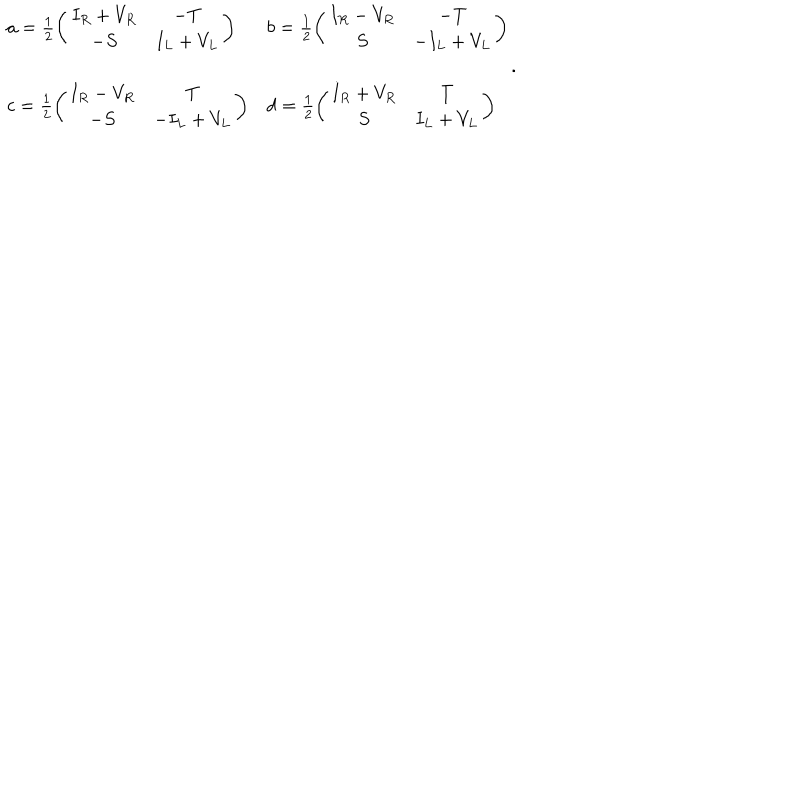 a = \frac{1}{2} \begin{pmatrix} I_R + V_R & -T \\ -S & I_L + V_L \end{pmatrix} b = \frac{1}{2} \begin{pmatrix} I_R - V_R & -T \\ S & -I_L + V_L \end{pmatrix}
c = \frac{1}{2} \begin{pmatrix} I_R - V_R & T \\ -S & -I_L + V_L \end{pmatrix} d = \frac{1}{2} \begin{pmatrix} I_R + V_R & T \\ S & I_L + V_L \end{pmatrix} .